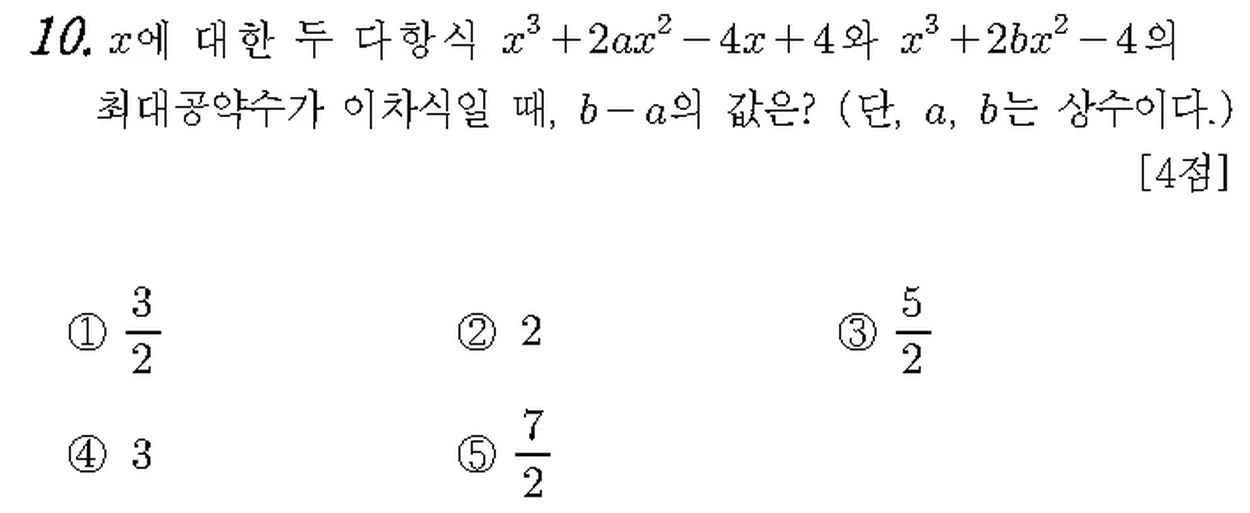 10. x에 대한 두 다항식 x³+2ax²-4x+4와 x³+2bx²-4의
최대공약수가 이차식일 때, b-a의 값은? (단, a, b는 상수이다.)
[4점]
① 3/2 ② 2 ③ 5/2
④ 3 ⑤ 7/2